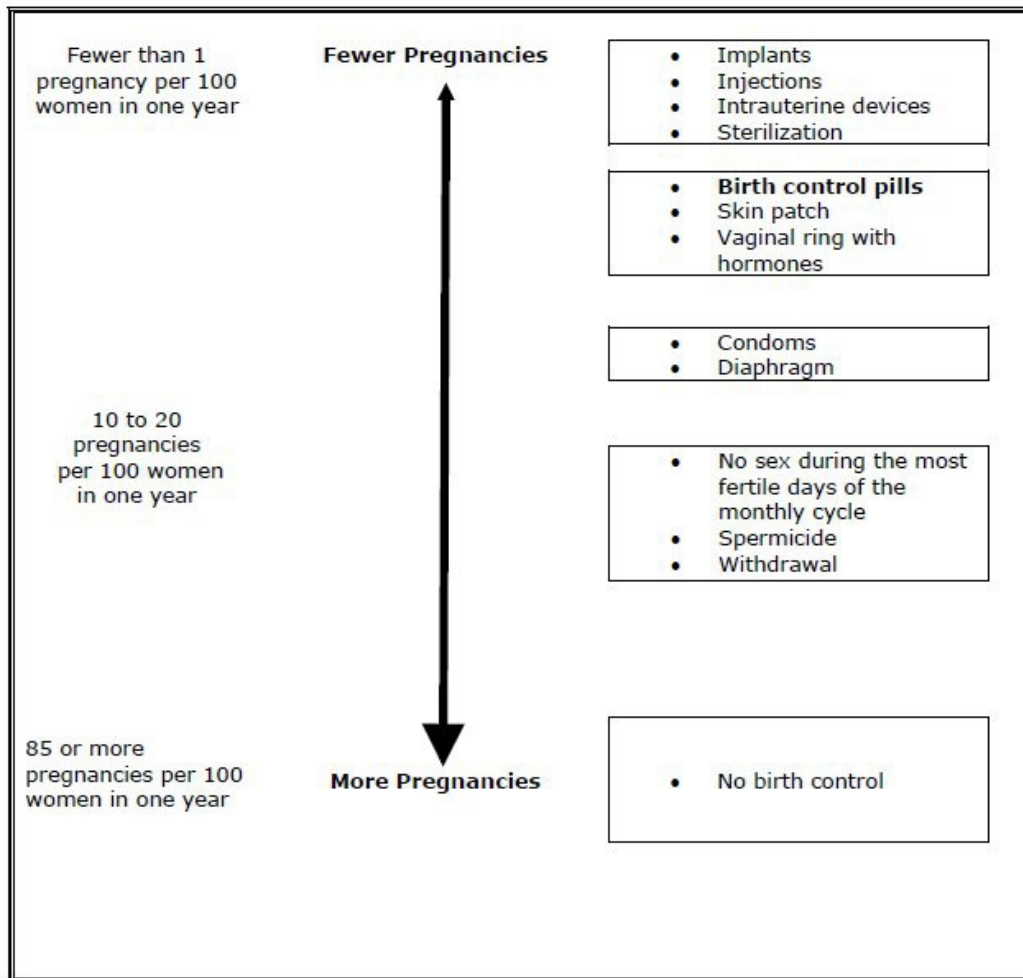 Fewer than 1
pregnancy per 100
women in one year
Fewer Pregnancies
• Implants
• Injections
• Intrauterine devices
• Sterilization
• Birth control pills
• Skin patch
• Vaginal ring with
hormones
• Condoms
• Diaphragm
10 to 20
pregnancies
per 100 women
in one year
• No sex during the most
fertile days of the
monthly cycle
• Spermicide
• Withdrawal
85 or more
pregnancies per 100
women in one year
More Pregnancies
• No birth control